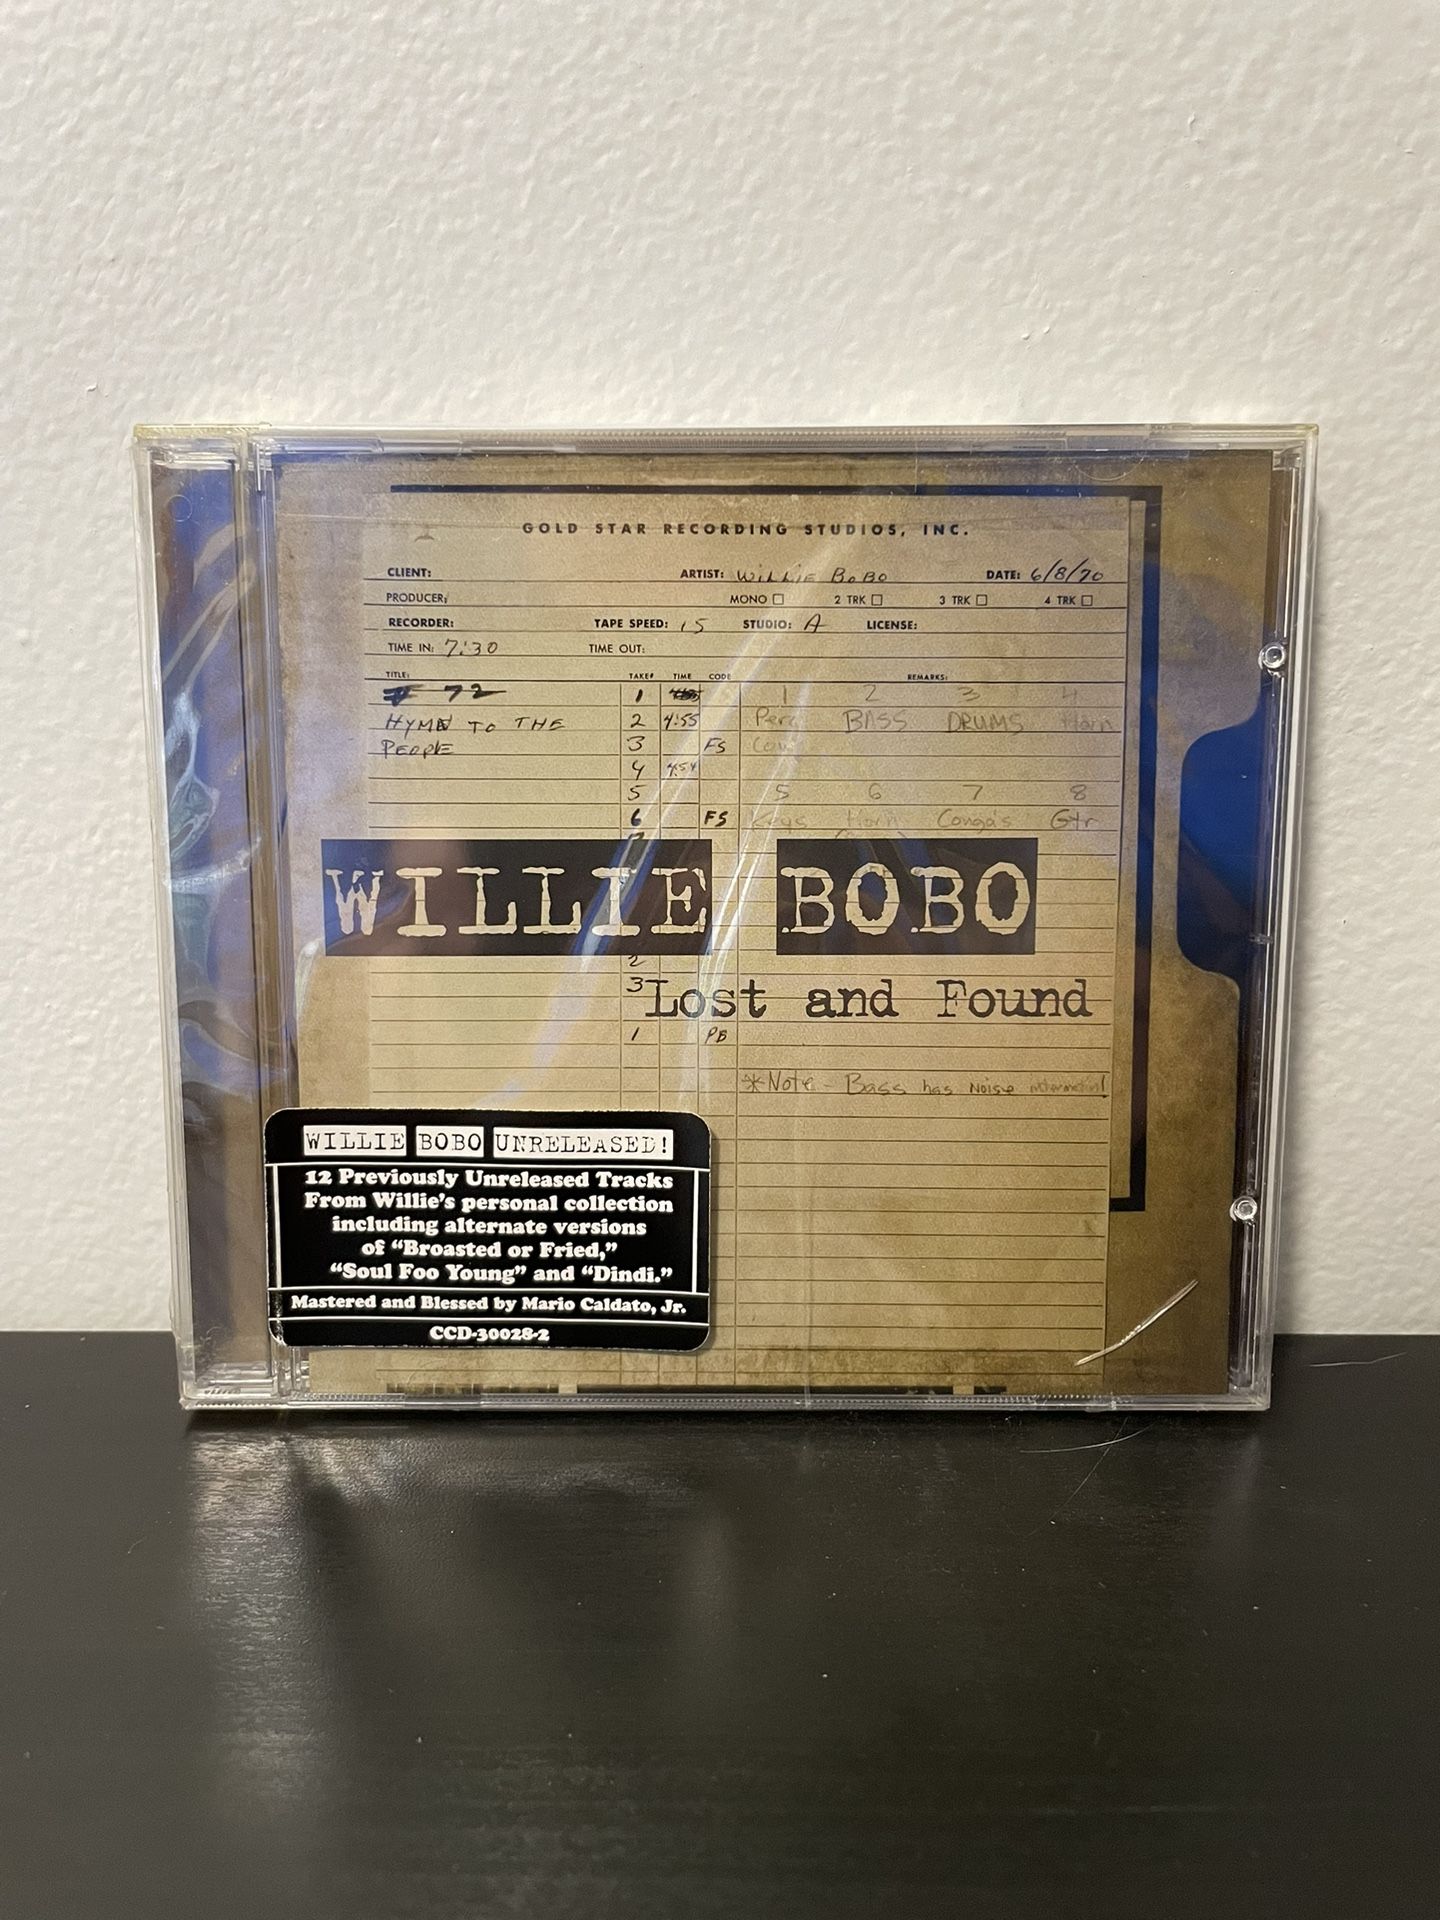 GOLD STAR RECORDING STUDIOS, INC.
CLIENT: ARTIST: WILLIE BOBO DATE: 6/8/70
PRODUCER: MONO 2 TRK 3 TRK 4 TRK
RECORDER: TAPE SPEED: 15 STUDIO: A LICENSE:
TIME IN: 7:30 TIME OUT:
TITLE: TAKE# TIME CODE REMARKS:
72 1 1 2 3 4
HYMN TO THE 2 4:55 Perc BASS DRUMS Horn
PEOPLE 3 FS
4 4:54
5 5 6 7 8
6 FS Keys Horn Conga's Gtr
WILLIE BOBO
2
3
Lost and Found
1 PB
*Note - Bass has Noise
WILLIE BOBO UNRELEASED!
12 Previously Unreleased Tracks
From Willie's personal collection
including alternate versions
of "Broasted or Fried,"
"Soul Foo Young" and "Dindi."
Mastered and Blessed by Mario Caldato, Jr.
CCD-30028-2